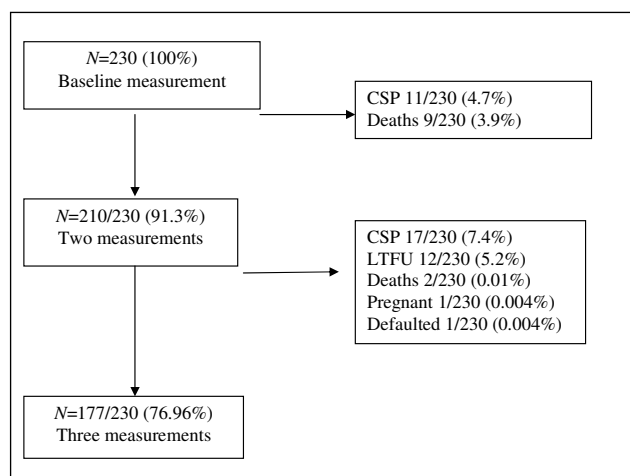 N=230 (100%)
Baseline measurement
CSP 11/230 (4.7%)
Deaths 9/230 (3.9%)
N=210/230 (91.3%)
Two measurements
CSP 17/230 (7.4%)
LTFU 12/230 (5.2%)
Deaths 2/230 (0.01%)
Pregnant 1/230 (0.004%)
Defaulted 1/230 (0.004%)
N=177/230 (76.96%)
Three measurements